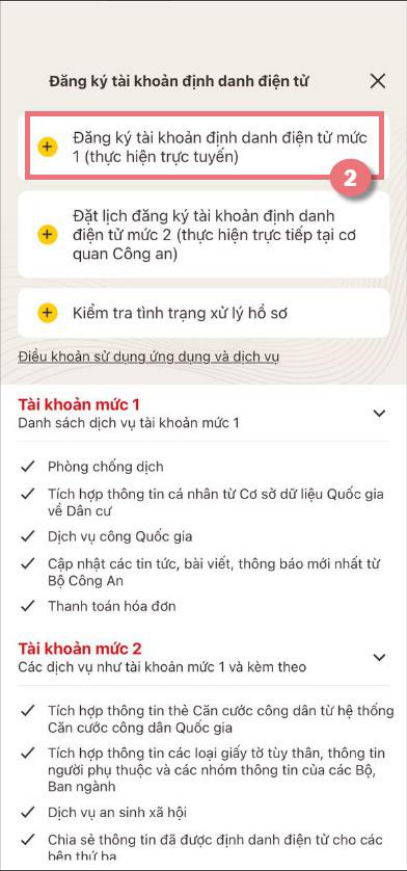 Đăng ký tài khoản định danh điện tử
Đăng ký tài khoản định danh điện tử mức
1 (thực hiện trực tuyến)
2
Đặt lịch đăng ký tài khoản định danh
điện tử mức 2 (thực hiện trực tiếp tại cơ
quan Công an)
Kiểm tra tình trạng xử lý hồ sơ
Điều khoản sử dụng ứng dụng và dịch vụ
Tài khoản mức 1
Danh sách dịch vụ tài khoản mức 1
Phòng chống dịch
Tích hợp thông tin cá nhân từ Cơ sở dữ liệu Quốc gia
về Dân cư
Dịch vụ công Quốc gia
Cập nhật các tin tức, bài viết, thông báo mới nhất từ
Bộ Công An
Thanh toán hóa đơn
Tài khoản mức 2
Các dịch vụ như tài khoản mức 1 và kèm theo
Tích hợp thông tin thẻ Căn cước công dân từ hệ thống
Căn cước công dân Quốc gia
Tích hợp thông tin các loại giấy tờ tùy thân, thông tin
người phụ thuộc và các nhóm thông tin của các Bộ,
Ban ngành
Dịch vụ an sinh xã hội
Chia sẻ thông tin đã được định danh điện tử cho các
bên thứ ba